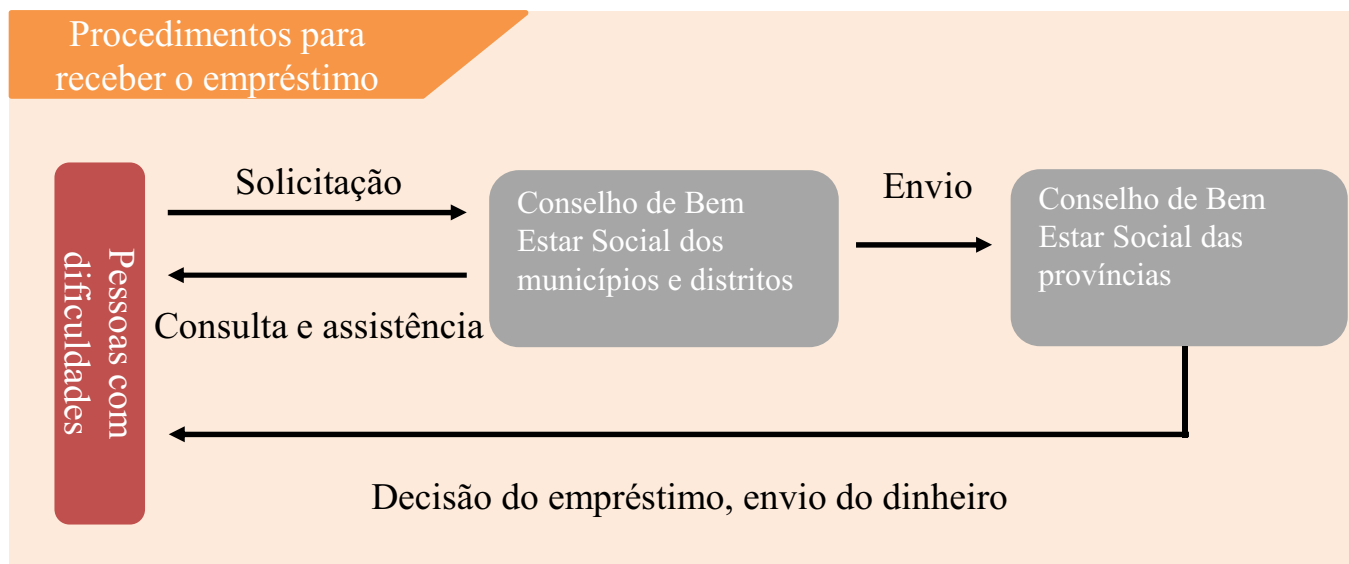 Procedimentos para
receber o empréstimo
Solicitação
Conselho de Bem
Estar Social dos
municípios e distritos
Envio
Conselho de Bem
Estar Social das
províncias
Pessoas com
dificuldades
Consulta e assistência
Decisão do empréstimo, envio do dinheiro